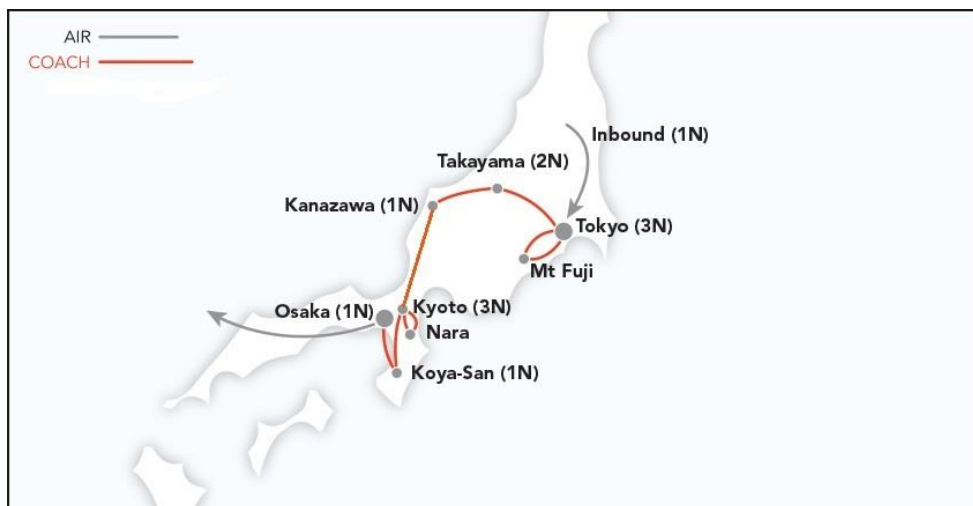 AIR
COACH
Inbound (1N)
Takayama (2N)
Kanazawa (1N)
Tokyo (3N)
Mt Fuji
Osaka (1N)
Kyoto (3N)
Nara
Koya-San (1N)